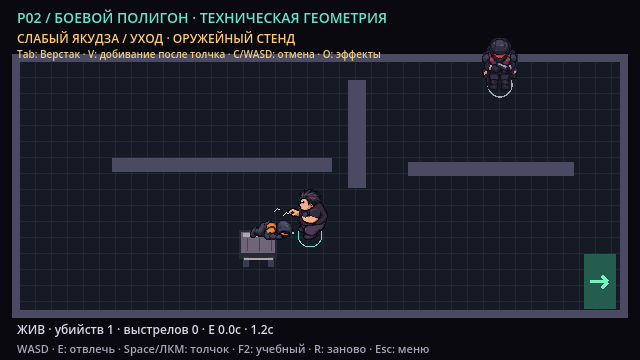 P02 / БОЕВОЙ ПОЛИГОН · ТЕХНИЧЕСКАЯ ГЕОМЕТРИЯ
СЛАБЫЙ ЯКУДЗА / УХОД · ОРУЖЕЙНЫЙ СТЕНД
Tab: Верстак · V: добивание после толчка · C/WASD: отмена · O: эффекты
ЖИВ · убийств 1 · выстрелов 0 · E 0.0с · 1.2с
WASD · E: отвлечь · Space/ЛКМ: толчок · F2: учебный · R: заново · Esc: меню